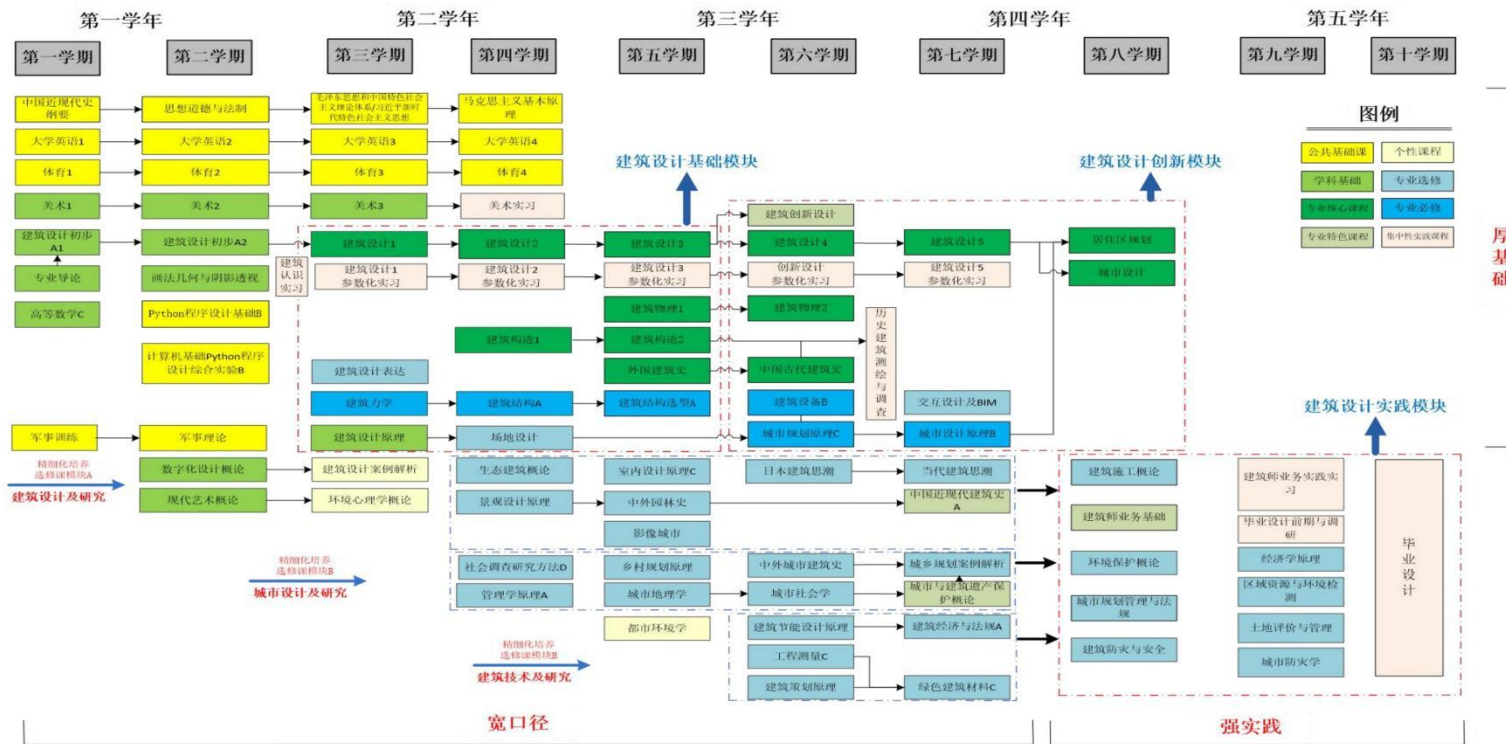 第一学年
第二学年
第三学年
第四学年
第五学年
第一学期
第二学期
第三学期
第四学期
第五学期
第六学期
第七学期
第八学期
第九学期
第十学期
中国近现代史
纲要
思想道德与法制
毛泽东思想和中国特色社会
主义理论体系/习近平新时
代特色社会主义思想
马克思主义基本原
理
大学英语1
大学英语2
大学英语3
大学英语4
体育1
体育2
体育3
体育4
美术1
美术2
美术3
美术实习
建筑设计基础模块
建筑设计创新模块
图例
公共基础课
个性课程
学科基础
专业选修
专业核心课程
专业必修
专业特色课程
集中性实践课程
厚基础
建筑创新设计
建筑设计初步
A1
建筑设计初步A2
建筑设计1
建筑设计2
建筑设计3
建筑设计4
建筑设计5
居住区规划
专业导论
画法几何与阴影透视
建筑
认识
实习
建筑设计1
参数化实习
建筑设计2
参数化实习
建筑设计3
参数化实习
创新设计
参数化实习
建筑设计5
参数化实习
城市设计
高等数学C
Python程序设计基础B
建筑物理1
建筑物理2
历史建筑测绘与调查
计算机基础Python程序
设计综合实验B
建筑构造1
建筑构造2
建筑设计表达
外国建筑史
中国古代建筑史
建筑力学
建筑结构A
建筑结构选型A
建筑设备B
交互设计及BIM
建筑设计实践模块
军事训练
军事理论
建筑设计原理
场地设计
城市规划原理C
城市设计原理B
精细化培养
选修课模块A
建筑设计及研究
数字化设计概论
建筑设计案例解析
生态建筑概论
室内设计原理C
日本建筑思潮
当代建筑思潮
建筑施工概论
建筑师业务实践实
习
毕业设计
现代艺术概论
环境心理学概论
景观设计原理
中外园林史
中国近现代建筑史
A
建筑师业务基础
毕业设计前期与调
研
影像城市
精细化培养
选修课模块B
城市设计及研究
社会调查研究方法D
乡村规划原理
中外城市建筑史
城乡规划案例解析
环境保护概论
经济学原理
管理学原理A
城市地理学
城市社会学
城市与建筑遗产保
护概论
城市规划管理与法
规
区域资源与环境检
测
精细化培养
选修课模块B
建筑技术及研究
都市环境学
建筑节能设计原理
建筑经济与法规A
建筑防灾与安全
土地评价与管理
工程测量C
城市防灾学
建筑策划原理
绿色建筑材料C
宽口径
强实践